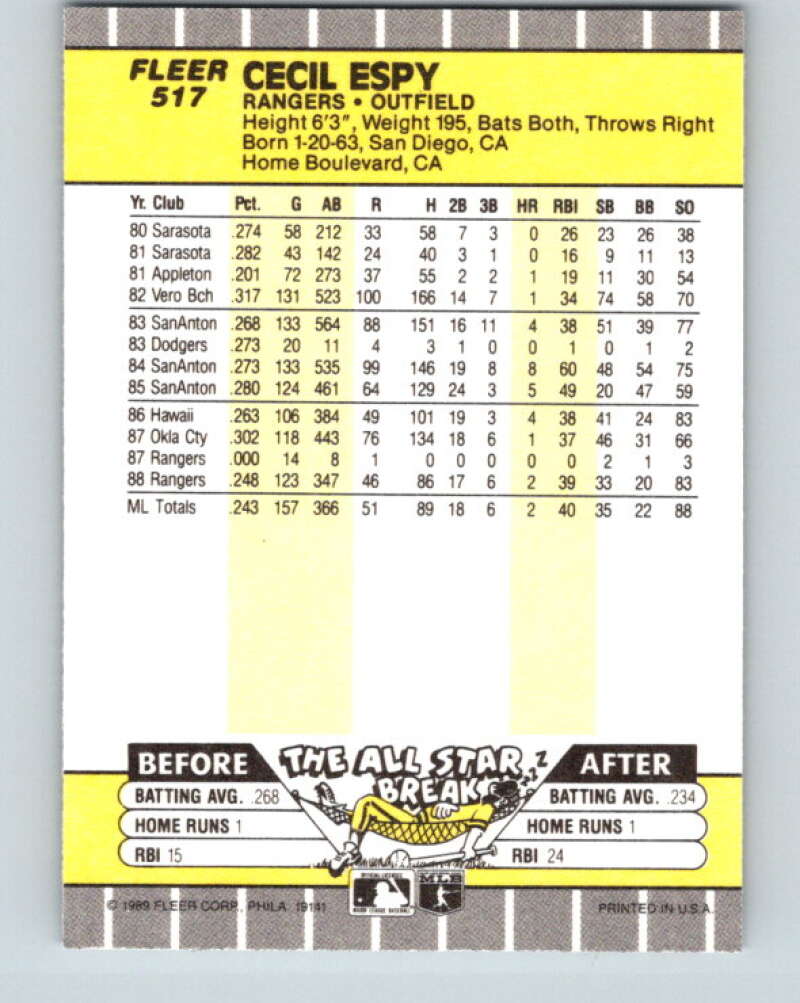 FLEER CECIL ESPY
517 RANGERS • OUTFIELD
Height 6'3", Weight 195, Bats Both, Throws Right
Born 1-20-63, San Diego, CA
Home Boulevard, CA
Yr. Club Pct. G AB R H 2B 3B HR RBI SB BB SO
80 Sarasota .274 58 212 33 58 7 3 0 26 23 26 38
81 Sarasota .282 43 142 24 40 3 1 0 16 9 11 13
81 Appleton .201 72 273 37 55 2 2 1 19 11 30 54
82 Vero Bch .317 131 523 100 166 14 7 1 34 74 58 70
83 SanAnton .268 133 564 88 151 16 11 4 38 51 39 77
83 Dodgers .273 20 11 4 3 1 0 0 1 0 1 2
84 SanAnton .273 133 535 99 146 19 8 8 60 48 54 75
85 SanAnton .280 124 461 64 129 24 3 5 49 20 47 59
86 Hawaii .263 106 384 49 101 19 3 4 38 41 24 83
87 Okla Cty .302 118 443 76 134 18 6 1 37 46 31 66
87 Rangers .000 14 8 1 0 0 0 0 0 2 1 3
88 Rangers .248 123 347 46 86 17 6 2 39 33 20 83
ML Totals .243 157 366 51 89 18 6 2 40 35 22 88
BEFORE THE ALL STAR BREAK ZZZ AFTER
BATTING AVG. .268 BATTING AVG. .234
HOME RUNS 1 HOME RUNS 1
RBI 15 RBI 24
OFFICIAL LICENSEE
MAJOR LEAGUE BASEBALL
MLB
© 1989 FLEER CORP., PHILA. 19141 PRINTED IN U.S.A.